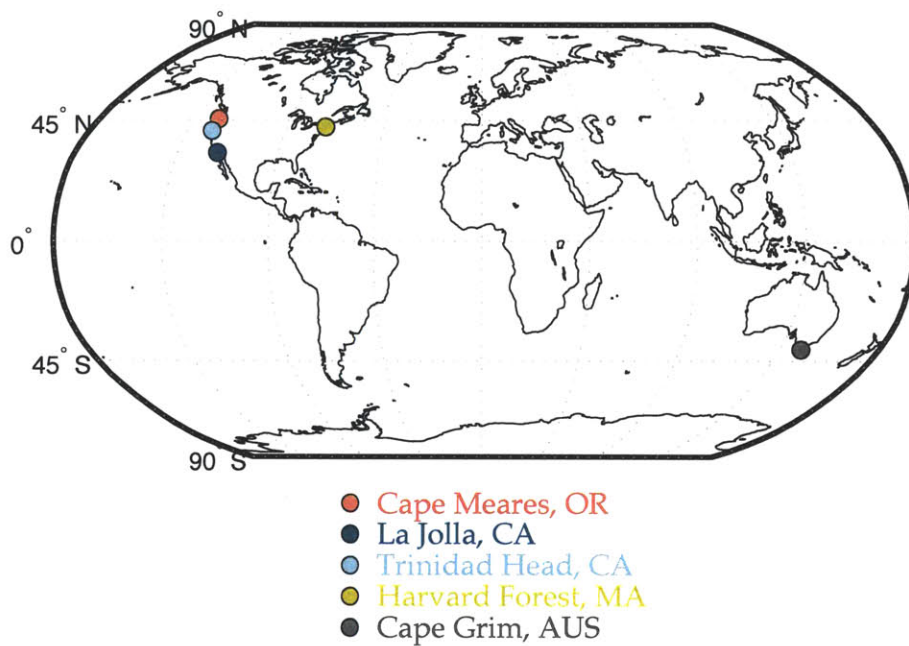 90° N
45° N
0°
45° S
90 S
Cape Meares, OR
La Jolla, CA
Trinidad Head, CA
Harvard Forest, MA
Cape Grim, AUS